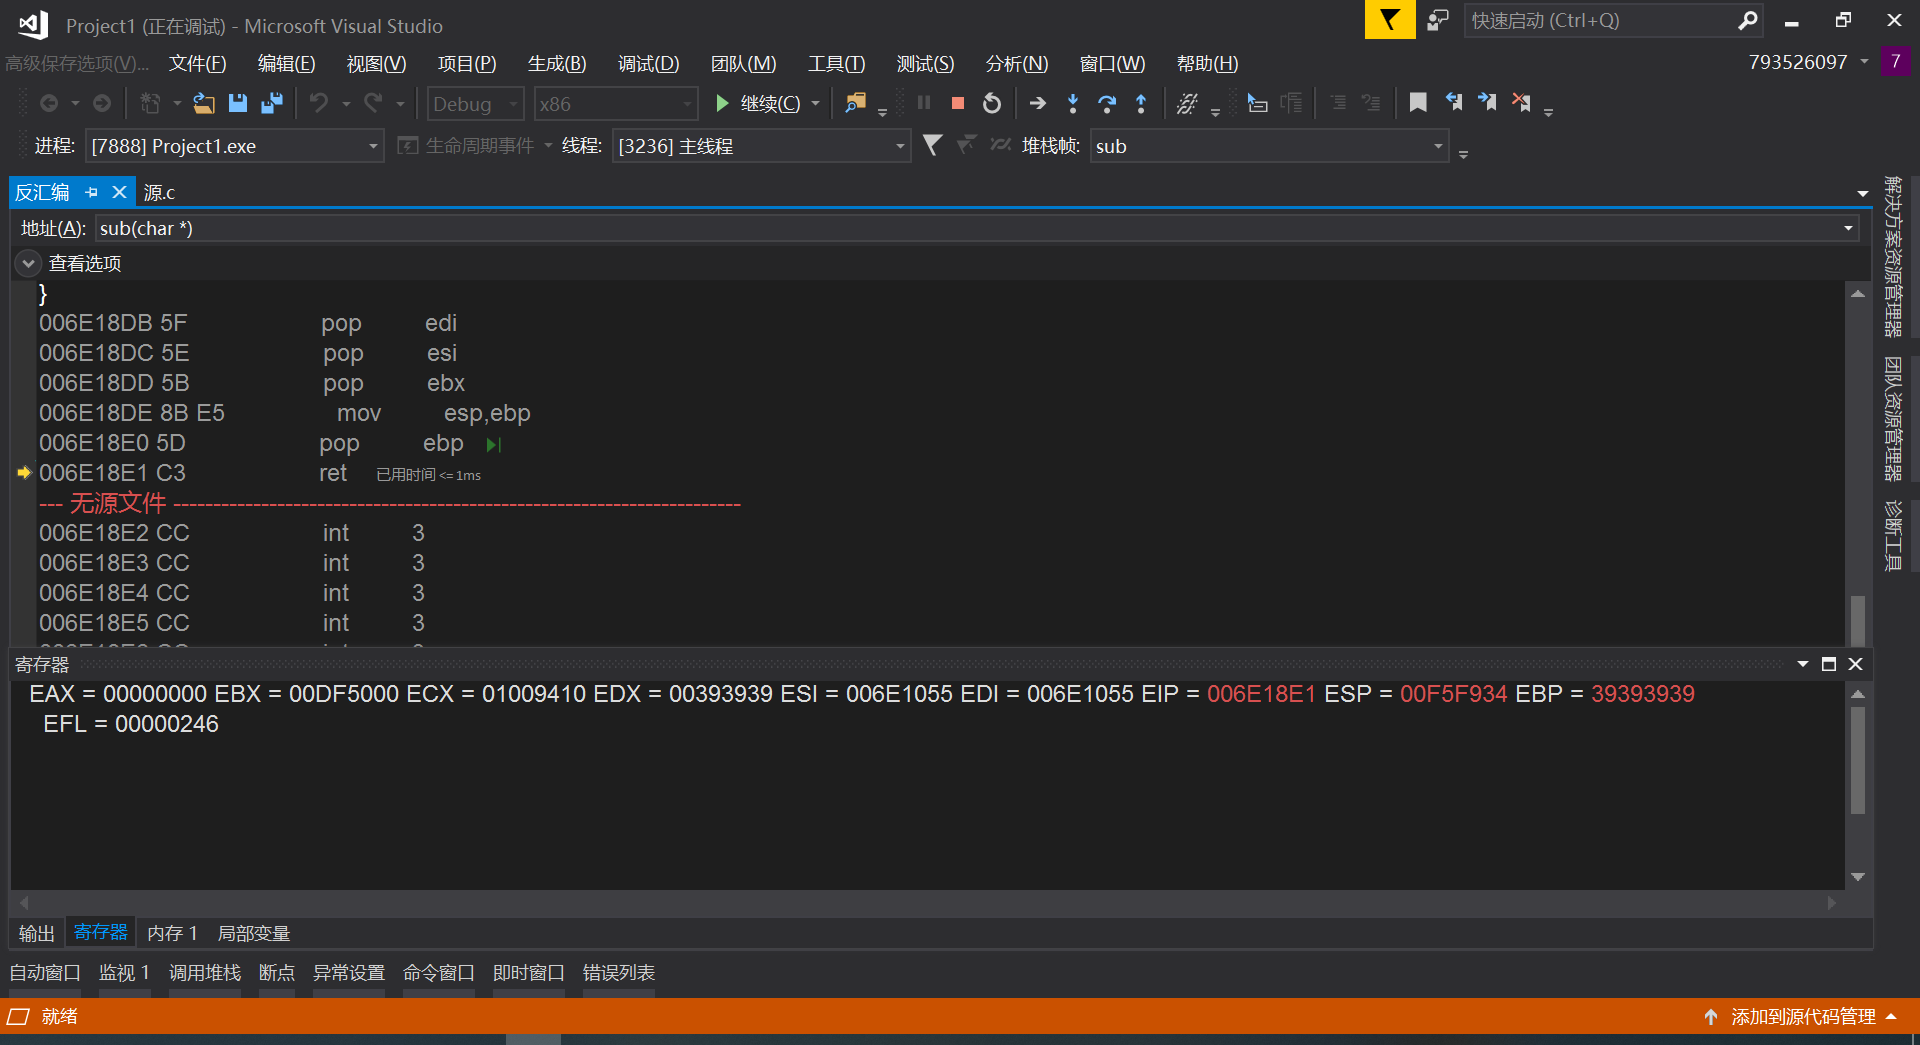 Project1 (正在调试) - Microsoft Visual Studio
快速启动 (Ctrl+Q)
高级保存选项(V)... 文件(F) 编辑(E) 视图(V) 项目(P) 生成(B) 调试(D) 团队(M) 工具(T) 测试(S) 分析(N) 窗口(W) 帮助(H) 793526097 7
Debug x86 继续(C)
进程: [7888] Project1.exe 生命周期事件 线程: [3236] 主线程 堆栈帧: sub
反汇编 源.c
地址(A): sub(char *)
查看选项
}
006E18DB 5F pop edi
006E18DC 5E pop esi
006E18DD 5B pop ebx
006E18DE 8B E5 mov esp,ebp
006E18E0 5D pop ebp
006E18E1 C3 ret 已用时间 <= 1ms
--- 无源文件 -----------------------------------------------------------------------
006E18E2 CC int 3
006E18E3 CC int 3
006E18E4 CC int 3
006E18E5 CC int 3
寄存器
EAX = 00000000 EBX = 00DF5000 ECX = 01009410 EDX = 00393939 ESI = 006E1055 EDI = 006E1055 EIP = 006E18E1 ESP = 00F5F934 EBP = 39393939
EFL = 00000246
输出 寄存器 内存 1 局部变量
自动窗口 监视 1 调用堆栈 断点 异常设置 命令窗口 即时窗口 错误列表
就绪 添加到源代码管理
解决方案资源管理器
团队资源管理器
诊断工具